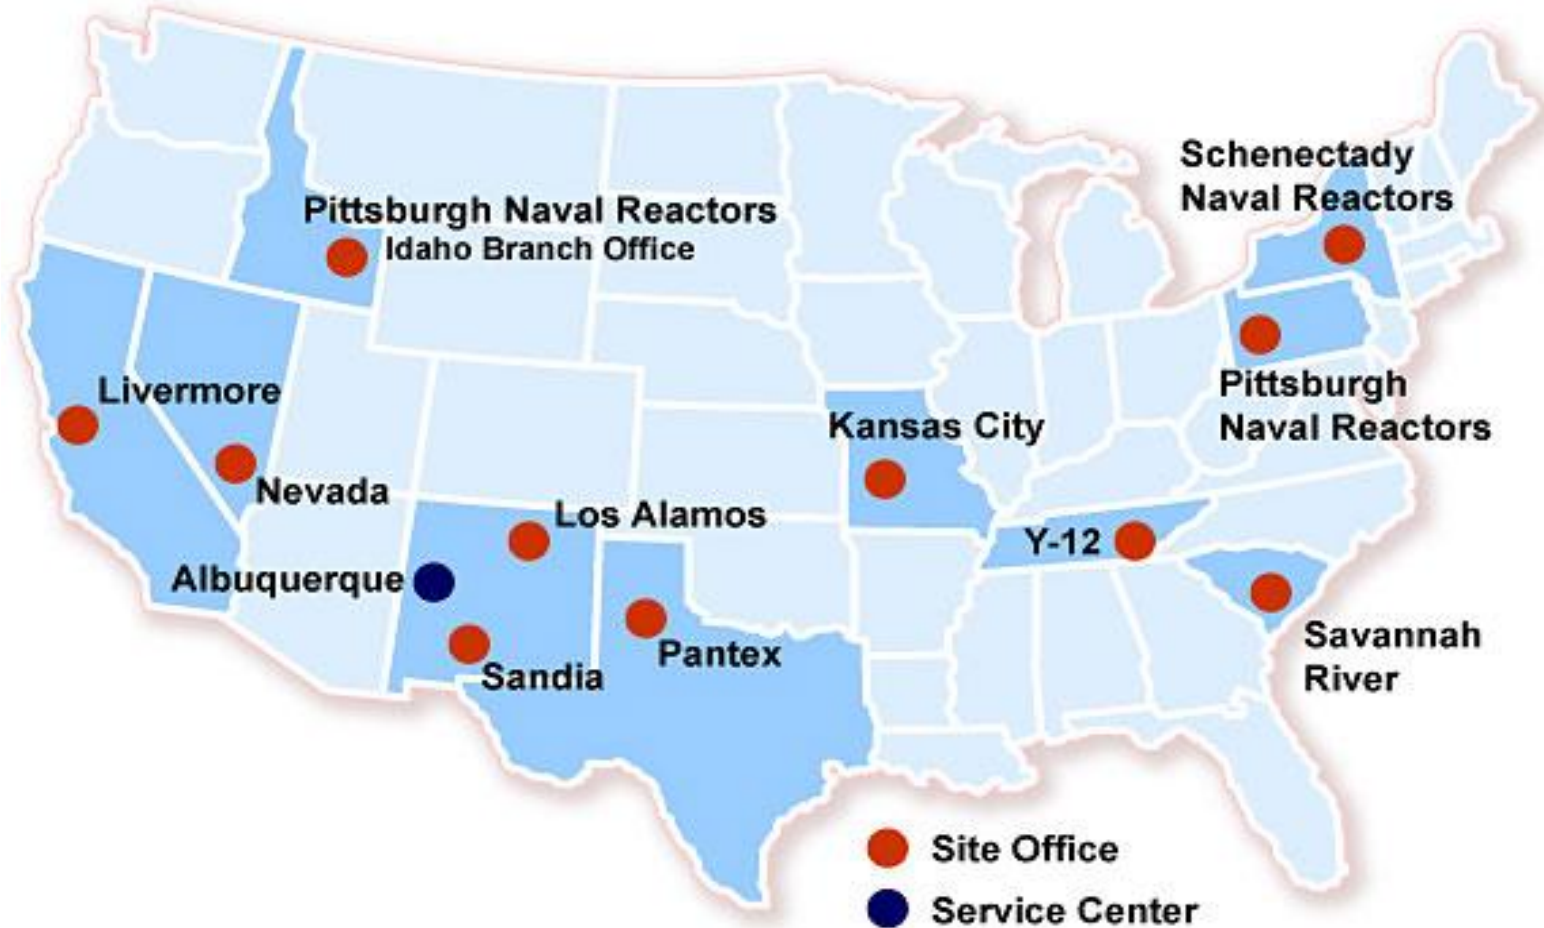 Schenectady
Naval Reactors
Pittsburgh Naval Reactors
Idaho Branch Office
Livermore
Pittsburgh
Naval Reactors
Kansas City
Nevada
Los Alamos
Y-12
Albuquerque
Savannah
River
Pantex
Sandia
Site Office
Service Center